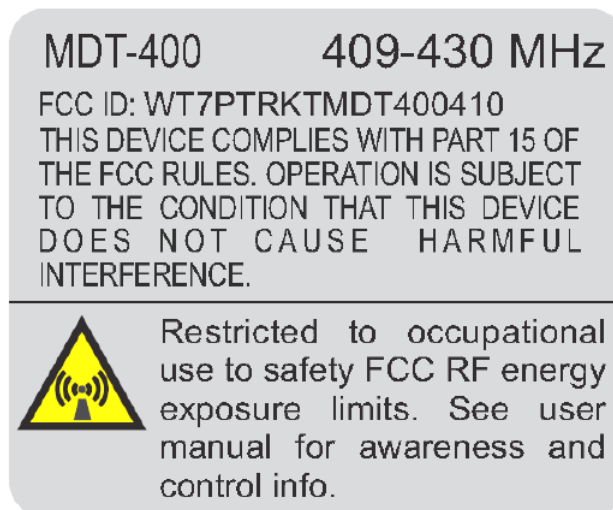 MDT-400 409-430 MHz
FCC ID: WT7PTRKTMDT400410
THIS DEVICE COMPLIES WITH PART 15 OF
THE FCC RULES. OPERATION IS SUBJECT
TO THE CONDITION THAT THIS DEVICE
DOES NOT CAUSE HARMFUL
INTERFERENCE.
Restricted to occupational
use to safety FCC RF energy
exposure limits. See user
manual for awareness and
control info.